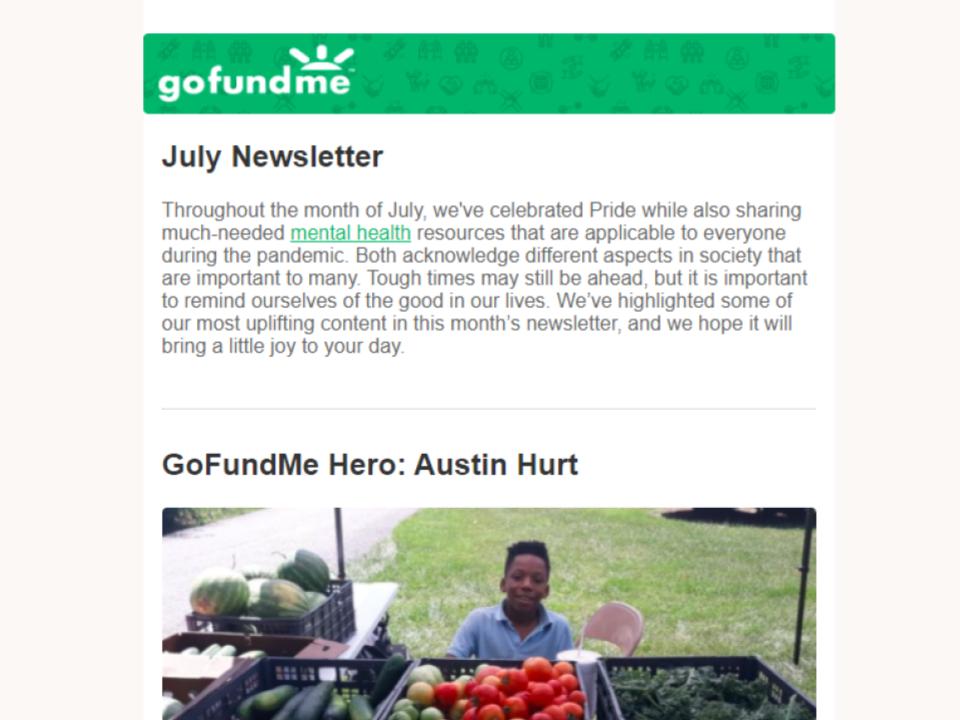 gofundme™
July Newsletter
Throughout the month of July, we've celebrated Pride while also sharing
much-needed mental health resources that are applicable to everyone
during the pandemic. Both acknowledge different aspects in society that
are important to many. Tough times may still be ahead, but it is important
to remind ourselves of the good in our lives. We’ve highlighted some of
our most uplifting content in this month’s newsletter, and we hope it will
bring a little joy to your day.
GoFundMe Hero: Austin Hurt